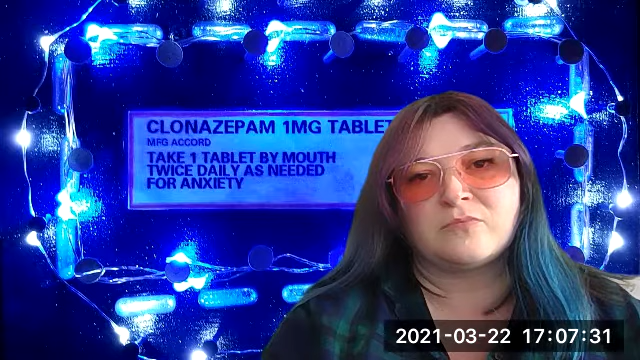 CLONAZEPAM 1MG TABLET
MFG ACCORD
TAKE 1 TABLET BY MOUTH
TWICE DAILY AS NEEDED
FOR ANXIETY
2021-03-22 17:07:31